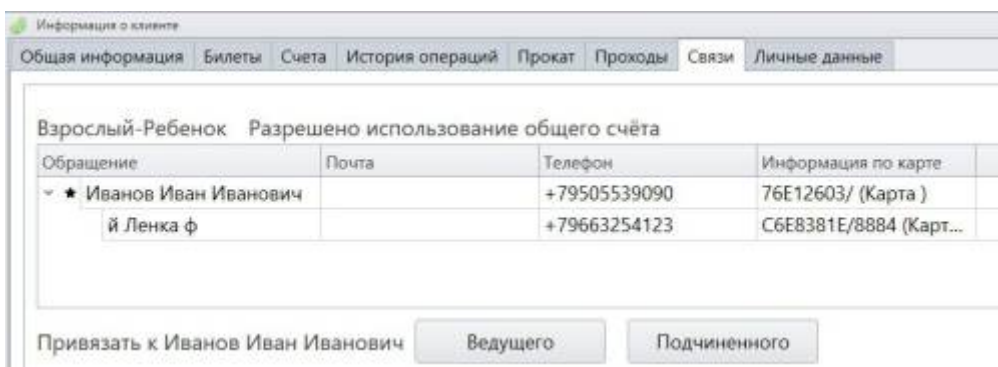 Информация о клиенте
Общая информация Билеты Счета История операций Прокат Проходы Связи Личные данные
Взрослый-Ребенок Разрешено использование общего счёта
Обращение Почта Телефон Информация по карте
Иванов Иван Иванович +79505539090 76E12603/ (Карта )
й Ленка ф +79663254123 C6E8381E/8884 (Карт...
Привязать к Иванов Иван Иванович Ведущего Подчиненного